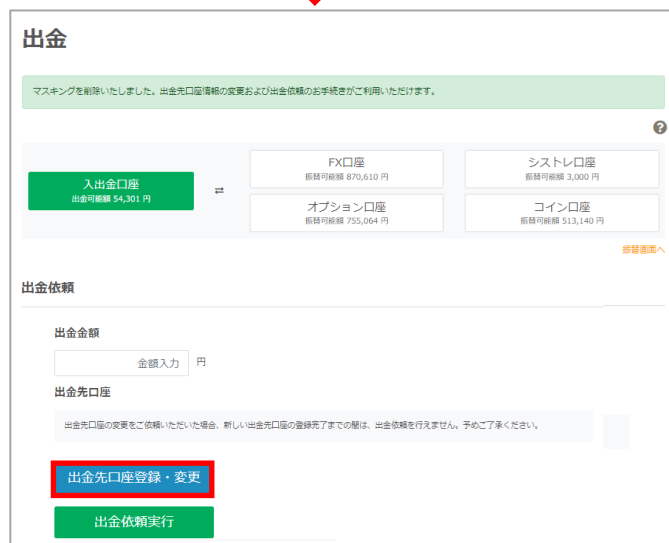 出金
マスキングを削除いたしました。出金先口座情報の変更および出金依頼のお手続きがご利用いただけます。
?
入出金口座
出金可能額 54,301 円
⇄
FX口座
振替可能額 870,610 円
シストレ口座
振替可能額 3,000 円
オプション口座
振替可能額 755,064 円
コイン口座
振替可能額 513,140 円
振替画面へ
出金依頼
出金金額
金額入力 円
出金先口座
出金先口座の変更をご依頼いただいた場合、新しい出金先口座の登録完了までの間は、出金依頼を行えません。予めご了承ください。
出金先口座登録・変更
出金依頼実行